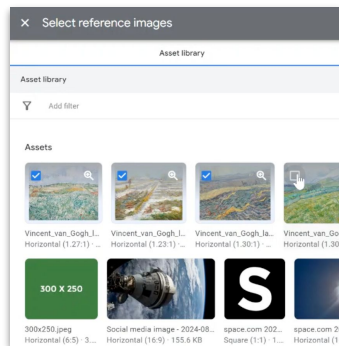 Select reference images
Asset library
Asset library
Add filter
Assets
Vincent_van_Gogh_l...
Horizontal (1.27:1) · ...
Vincent_van_Gogh_l...
Horizontal (1.23:1) · ...
Vincent_van_Gogh_la...
Horizontal (1.30:1) · ...
Vincent_van_Go
Horizontal (1.30
300 X 250
S
300x250.jpeg
Horizontal (6:5) · 3....
Social media image - 2024-08...
Horizontal (16:9) · 155.6 KB
space.com 202...
Square (1:1) · 1....
space.com 2
Horizontal (1